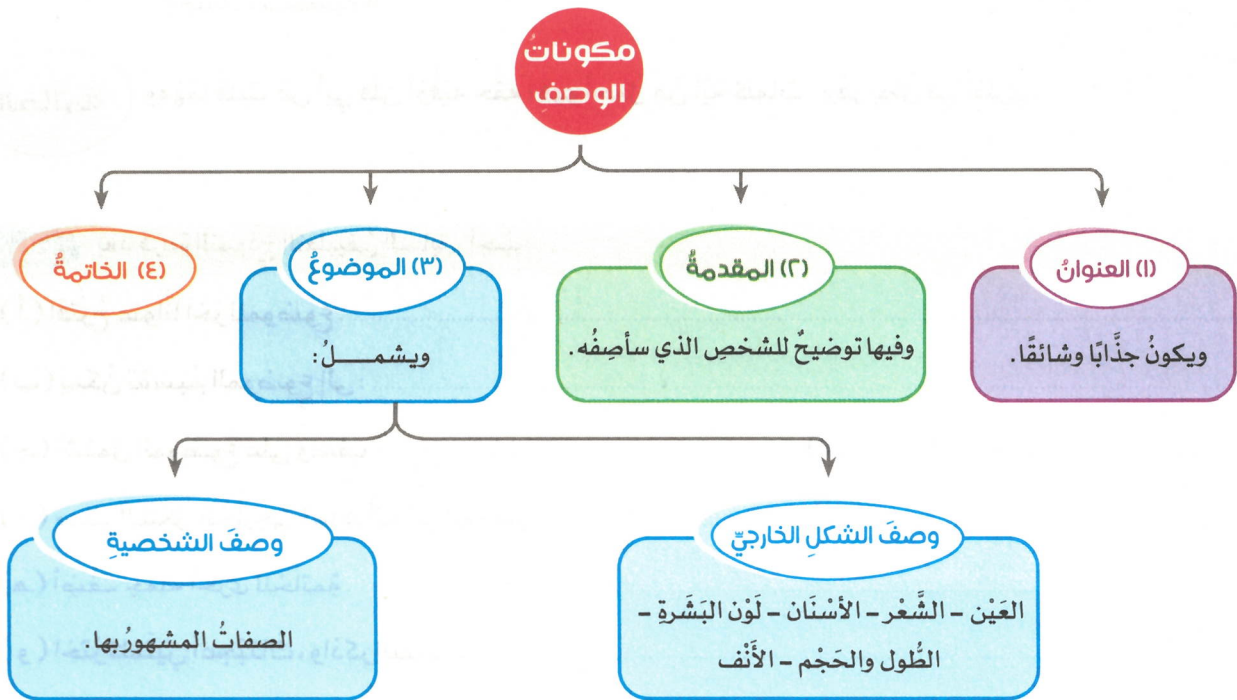 مكونات
الوصف
(١) العنوانُ
ويكونُ جذَّابًا وشائقًا.
(٢) المقدمةُ
وفيها توضيحٌ للشخصِ الذي سأصِفُه.
(٣) الموضوعُ
ويشمـــــلُ:
(٤) الخاتمةُ
وصفَ الشكلِ الخارجيِّ
العَيْن – الشَّعْر – الأسْنَان – لَوْن البَشَرةِ –
الطُّول والحَجْم – الأَنْف
وصفَ الشخصيةِ
الصفاتُ المشهورُبها.